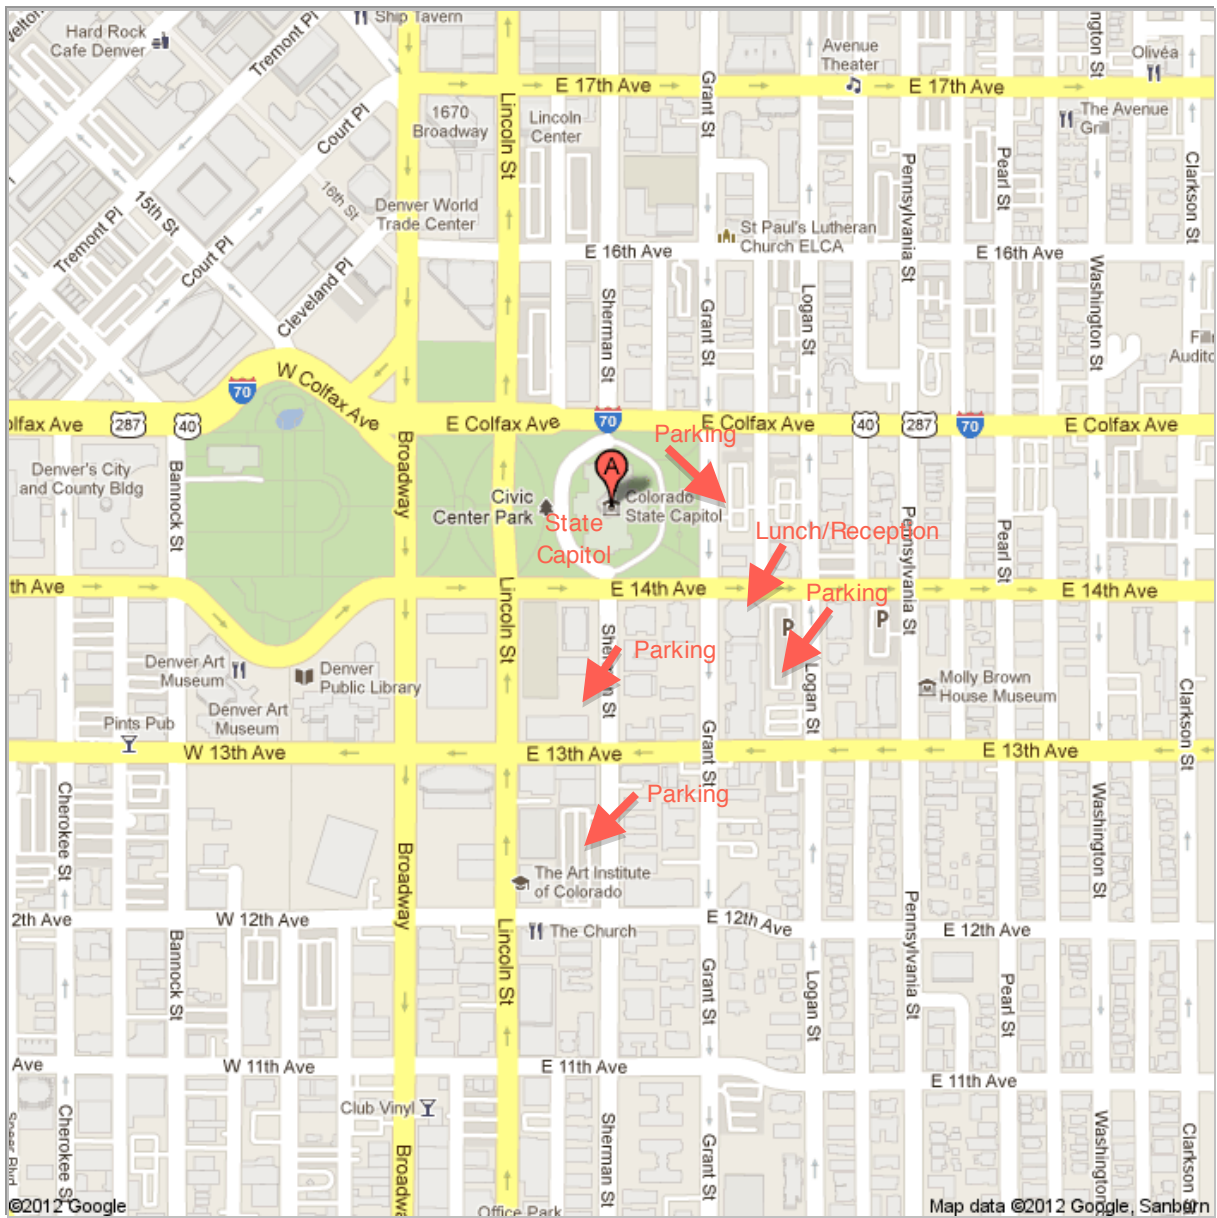 Hard Rock
Cafe Denver
Tremont Pl
Ship Tavern
Avenue
Theater
Olivéa
E 17th Ave
E 17th Ave
Grant St
Lincoln St
1670
Broadway
Lincoln
Center
The Avenue
Grill
Court Pl
16th St
15th St
Tremont Pl
Court Pl
Cleveland Pl
Denver World
Trade Center
Pennsylvania St
Pearl St
Clarkson St
St Paul's Lutheran
Church ELCA
E 16th Ave
E 16th Ave
Sherman St
Grant St
Logan St
Washington St
W Colfax Ave
70
287
40
E Colfax Ave
70
E Colfax Ave
40
287
70
E Colfax Ave
Parking
Denver's City
and County Bldg
Bannock St
Broadway
A
Civic
Center Park
Colorado
State Capitol
State
Capitol
Lunch/Reception
Pennsylvania St
Pearl St
th Ave
E 14th Ave
E 14th Ave
Parking
Lincoln St
P
P
Parking
Denver Art
Museum
Denver
Public Library
Denver Art
Museum
Pints Pub
Logan St
Molly Brown
House Museum
Clarkson St
W 13th Ave
E 13th Ave
Grant St
E 13th Ave
Parking
Cherokee St
Broadway
Washington St
The Art Institute
of Colorado
2th Ave
W 12th Ave
E 12th Ave
E 12th Ave
The Church
Bannock St
Lincoln St
Grant St
Logan St
Pennsylvania St
Pearl St
Ave
W 11th Ave
E 11th Ave
E 11th Ave
Club Vinyl
Cherokee St
Sherman St
Grant St
Washington
Clarkson S
Office Park
©2012 Google
Map data ©2012 Google, Sanborn